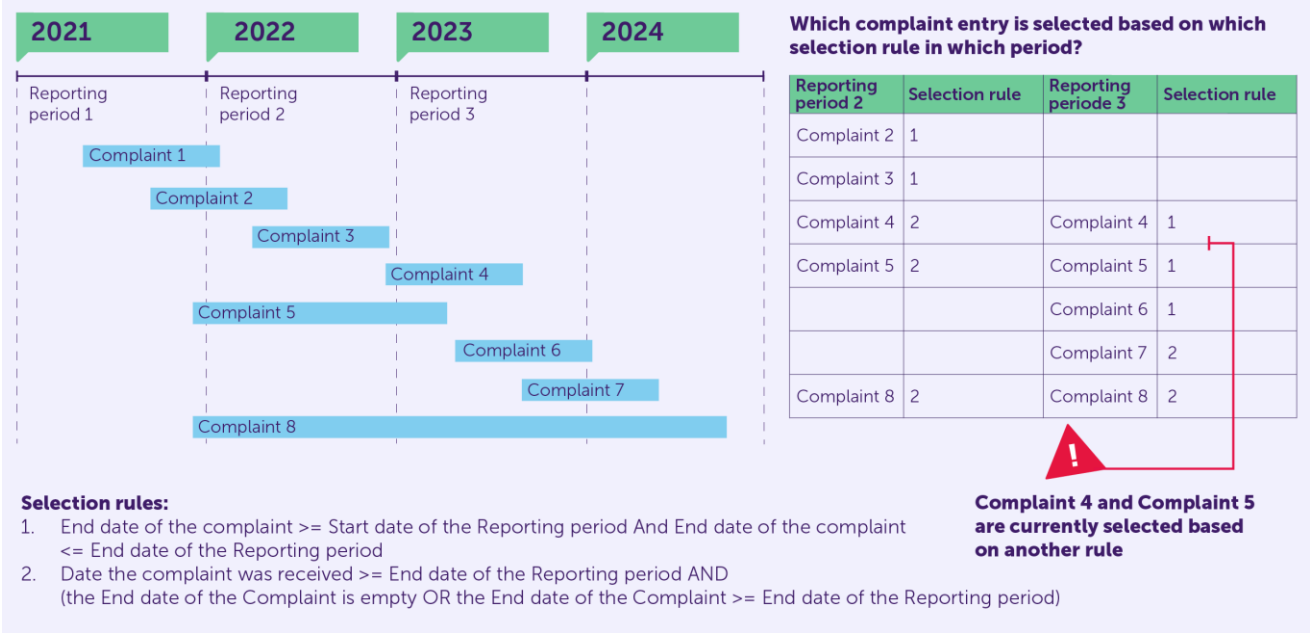 2021
2022
2023
2024
Reporting
period 1
Reporting
period 2
Reporting
period 3
Complaint 1
Complaint 2
Complaint 3
Complaint 4
Complaint 5
Complaint 6
Complaint 7
Complaint 8
Which complaint entry is selected based on which
selection rule in which period?
Reporting
period 2
Selection rule
Reporting
periode 3
Selection rule
Complaint 2 1
Complaint 3 1
Complaint 4 2 Complaint 4 1
Complaint 5 2 Complaint 5 1
Complaint 6 1
Complaint 7 2
Complaint 8 2 Complaint 8 2
!
Complaint 4 and Complaint 5
are currently selected based
on another rule
Selection rules:
1. End date of the complaint >= Start date of the Reporting period And End date of the complaint
<= End date of the Reporting period
2. Date the complaint was received >= End date of the Reporting period AND
(the End date of the Complaint is empty OR the End date of the Complaint >= End date of the Reporting period)